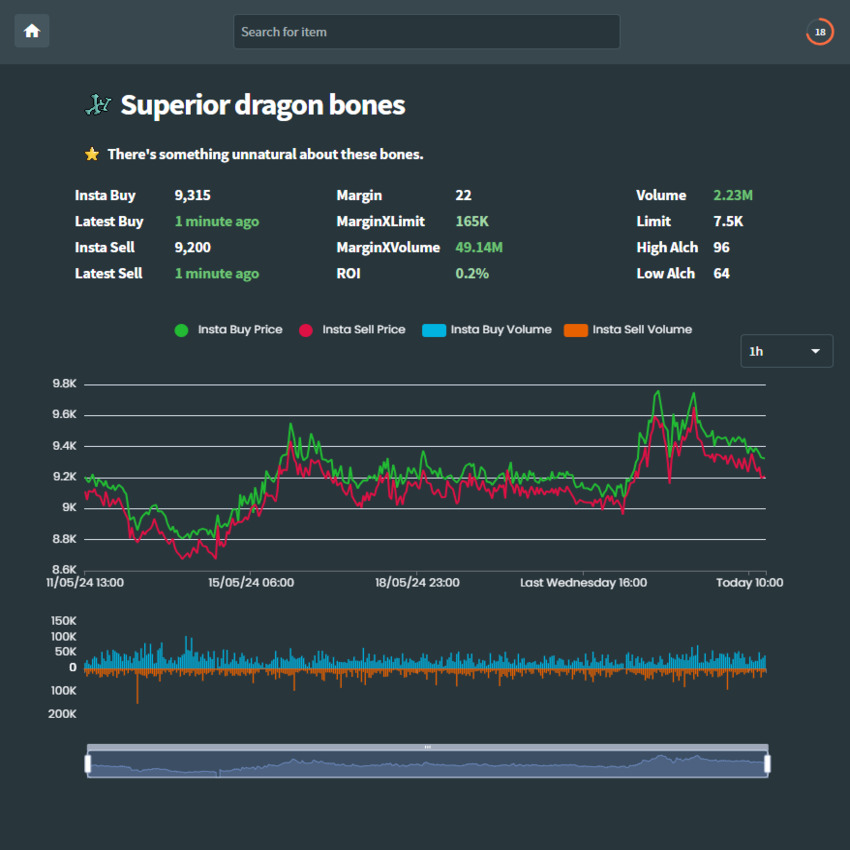 Search for item
18
Superior dragon bones
There's something unnatural about these bones.
Insta Buy 9,315 Margin 22 Volume 2.23M
Latest Buy 1 minute ago MarginXLimit 165K Limit 7.5K
Insta Sell 9,200 MarginXVolume 49.14M High Alch 96
Latest Sell 1 minute ago ROI 0.2% Low Alch 64
Insta Buy Price Insta Sell Price Insta Buy Volume Insta Sell Volume
1h
9.8K
9.6K
9.4K
9.2K
9K
8.8K
8.6K
11/05/24 13:00 15/05/24 06:00 18/05/24 23:00 Last Wednesday 16:00 Today 10:00
150K
100K
50K
0
100K
200K